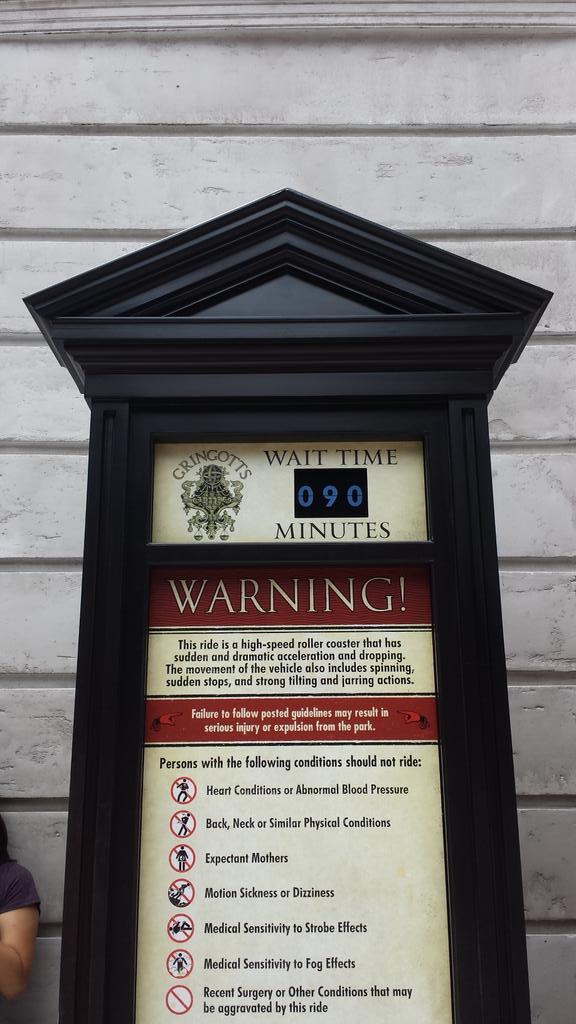 GRINGOTTS
WAIT TIME
090
MINUTES
WARNING!
This ride is a high-speed roller coaster that has
sudden and dramatic acceleration and dropping.
The movement of the vehicle also includes spinning,
sudden stops, and strong tilting and jarring actions.
Failure to follow posted guidelines may result in
serious injury or expulsion from the park.
Persons with the following conditions should not ride:
Heart Conditions or Abnormal Blood Pressure
Back, Neck or Similar Physical Conditions
Expectant Mothers
Motion Sickness or Dizziness
Medical Sensitivity to Strobe Effects
Medical Sensitivity to Fog Effects
Recent Surgery or Other Conditions that may
be aggravated by this ride